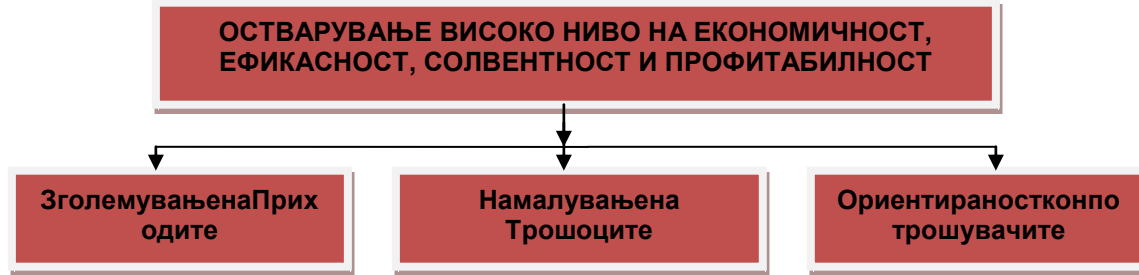 ОСТВАРУВАЊЕ ВИСОКО НИВО НА ЕКОНОМИЧНОСТ,
ЕФИКАСНОСТ, СОЛВЕНТНОСТ И ПРОФИТАБИЛНОСТ
ЗголемувањенаПрих
одите
Намалувањена
Трошоците
Ориентираностконпо
трошувачите